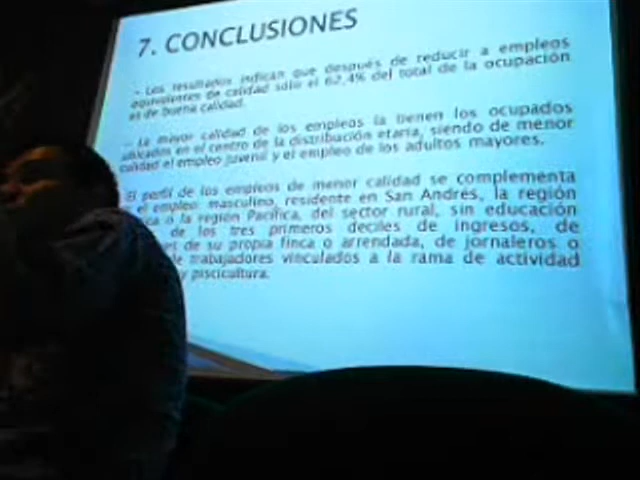 7. CONCLUSIONES
- Los resultados indican que después de reducir a empleos
equivalentes de calidad sólo el 62,4% del total de la ocupación
es de buena calidad.
- La mayor calidad de los empleos la tienen los ocupados
ubicados en el centro de la distribución etaria, siendo de menor
calidad el empleo juvenil y el empleo de los adultos mayores.
El perfil de los empleos de menor calidad se complementa
el empleo masculino, residente en San Andrés, la región
o la región Pacífica, del sector rural, sin educación
de los tres primeros deciles de ingresos, de
de su propia finca o arrendada, de jornaleros o
de trabajadores vinculados a la rama de actividad
y piscicultura.